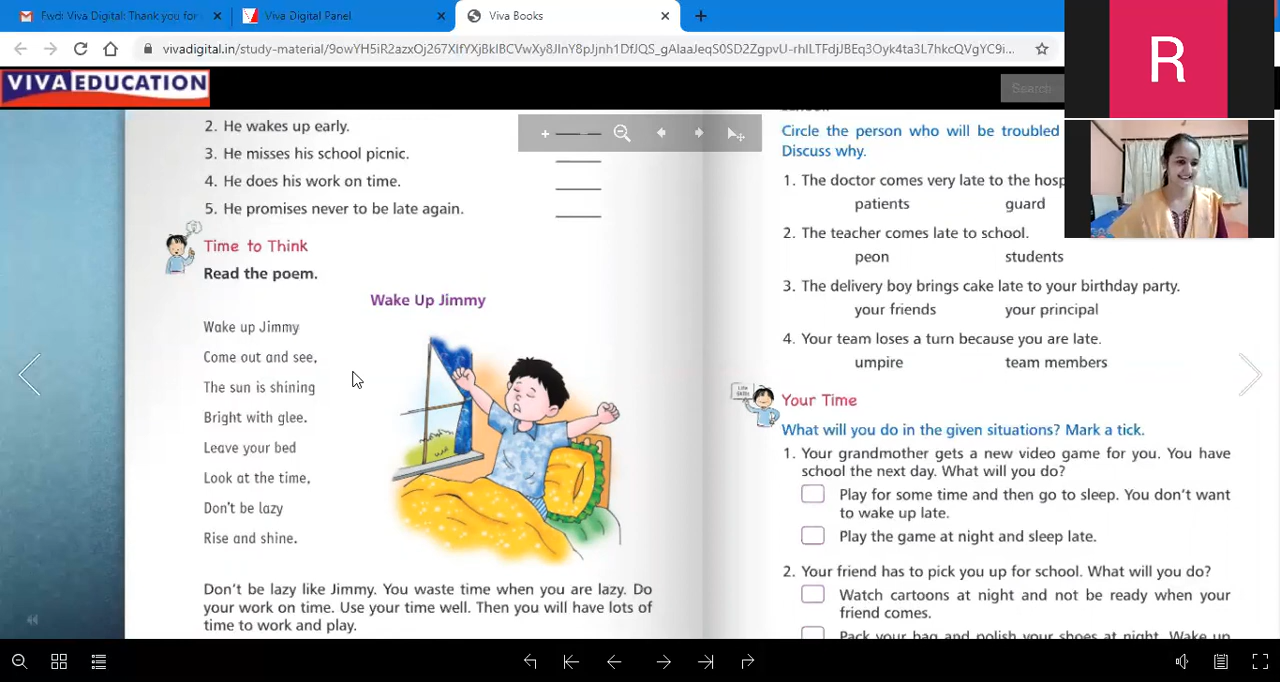 Fwd: Viva Digital: Thank you for
Viva Digital Panel
Viva Books
VIVA EDUCATION
Search
R
2. He wakes up early.
3. He misses his school picnic.
4. He does his work on time.
5. He promises never to be late again.
Time to Think
Read the poem.
Wake Up Jimmy
Wake up Jimmy
Come out and see,
The sun is shining
Bright with glee.
Leave your bed
Look at the time,
Don't be lazy
Rise and shine.
Don't be lazy like Jimmy. You waste time when you are lazy. Do
your work on time. Use your time well. Then you will have lots of
time to work and play.
Circle the person who will be troubled
Discuss why.
1. The doctor comes very late to the hosp
patients guard
2. The teacher comes late to school.
peon students
3. The delivery boy brings cake late to your birthday party.
your friends your principal
4. Your team loses a turn because you are late.
umpire team members
Your Time
What will you do in the given situations? Mark a tick.
1. Your grandmother gets a new video game for you. You have
school the next day. What will you do?
Play for some time and then go to sleep. You don't want
to wake up late.
Play the game at night and sleep late.
2. Your friend has to pick you up for school. What will you do?
Watch cartoons at night and not be ready when your
friend comes.
Pack your bag and polish your shoes at night. Wake up